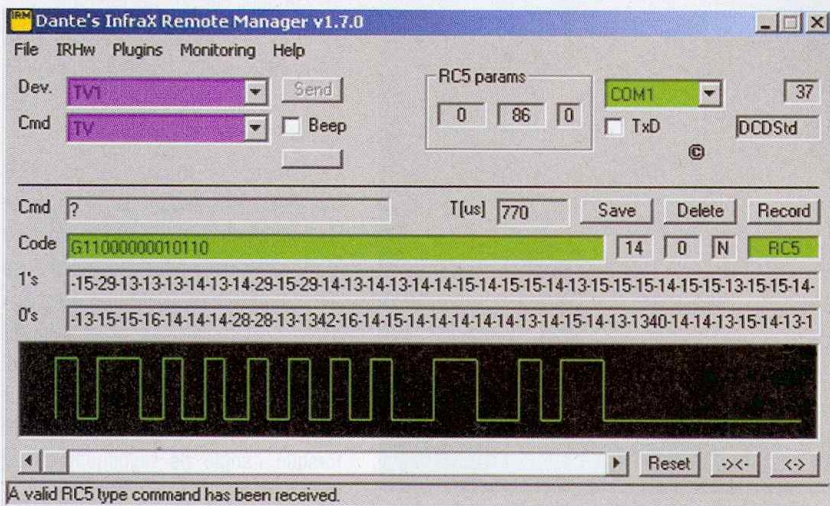 IRM Dante's InfraX Remote Manager v1.7.0
File IRHw Plugins Monitoring Help
Dev. TV1 Send RC5 params COM1 37
Cmd TV Beep 0 86 0 TxD DCDStd
©
Cmd ? T[us] 770 Save Delete Record
Code G11000000010110 14 0 N RC5
1's -15-29-13-13-13-14-13-14-29-15-29-14-13-14-13-14-14-15-14-15-15-15-14-13-15-15-15-14-15-15-13-15-15-14-
0's -13-15-15-16-14-14-14-28-28-13-1342-16-14-15-14-14-14-14-14-13-14-15-14-13-1340-14-14-13-15-14-13-1
Reset -><- <->
A valid RC5 type command has been received.